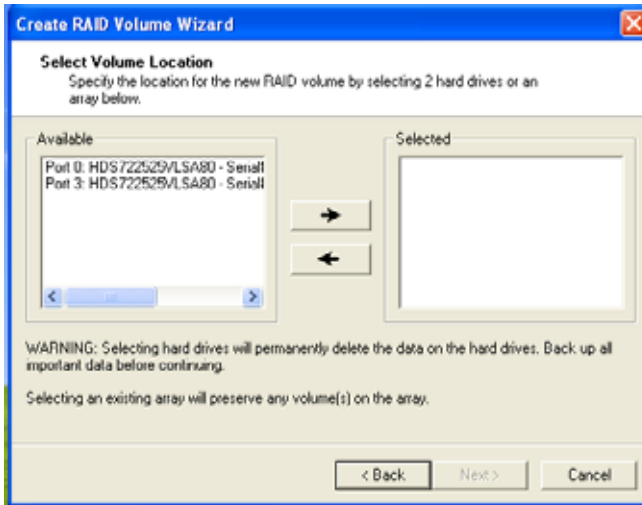 Create RAID Volume Wizard
Select Volume Location
Specify the location for the new RAID volume by selecting 2 hard drives or an
array below.
Available
Selected
Port 0: HDS722525VLSA80 - Serial#
Port 3: HDS722525VLSA80 - Serial#
WARNING: Selecting hard drives will permanently delete the data on the hard drives. Back up all
important data before continuing.
Selecting an existing array will preserve any volume(s) on the array.
< Back
Next >
Cancel